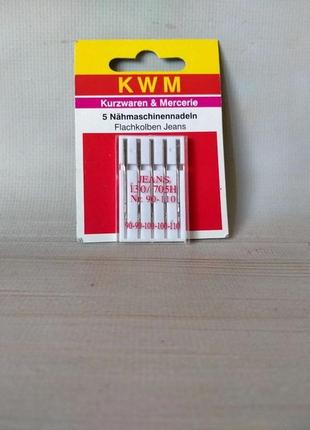 KWM
Kurzwaren & Mercerie
5 Nähmaschinennadeln
Flachkolben Jeans
JEANS
130/705H
Nr. 90-110
90-90-100-100-110